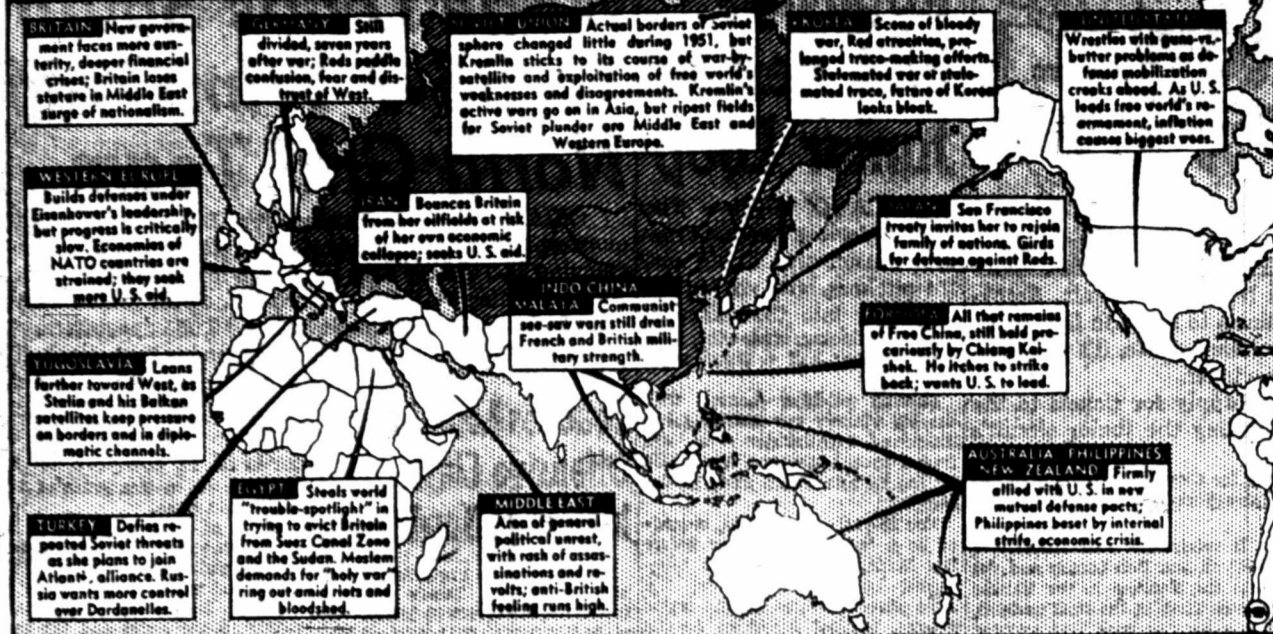 BRITAIN New govern-
ment faces more aus-
terity, deeper financial
crises; Britain loses
stature in Middle East
surge of nationalism.
GERMANY Still
divided, seven years
after war; Reds peddle
confusion, fear and dis-
trust of West.
SOVIET UNION Actual borders of Soviet
sphere changed little during 1951, but
Kremlin sticks to its course of war-by-
satellite and exploitation of free world's
weaknesses and disagreements. Kremlin's
active wars go on in Asia, but ripest fields
for Soviet plunder are Middle East and
Western Europe.
KOREA Scene of bloody
war, Red atrocities, pro-
longed truce-making efforts.
Stalemated war or stale-
mated truce, future of Korea
looks bleak.
UNITED STATES
Wrestles with guns-vs.-
butter problems as de-
fense mobilization
creaks ahead. As U. S.
leads free world's re-
armament, inflation
causes biggest woes.
WESTERN EUROPE
Builds defenses under
Eisenhower's leadership,
but progress is critically
slow. Economies of
NATO countries are
strained; they seek
more U. S. aid.
IRAN Bounces Britain
from her oilfields at risk
of her own economic
collapse; seeks U. S. aid.
JAPAN San Francisco
treaty invites her to rejoin
family of nations. Girds
for defense against Reds.
INDO CHINA
MALAYA Communist
see-saw wars still drain
French and British mili-
tary strength.
FORMOSA All that remains
of Free China, still held pre-
cariously by Chiang Kai-
shek. He itches to strike
back; wants U. S. to lead.
YUGOSLAVIA Leans
farther toward West, as
Stalin and his Balkan
satellites keep pressure
on borders and in diplo-
matic channels.
TURKEY Defies re-
peated Soviet threats
as she plans to join
Atlantic alliance. Rus-
sia wants more control
over Dardanelles.
EGYPT Steals world
"trouble-spotlight" in
trying to evict Britain
from Suez Canal Zone
and the Sudan. Moslem
demands for "holy war"
ring out amid riots and
bloodshed.
MIDDLE EAST
Area of general
political unrest,
with rash of assas-
sinations and re-
volts; anti-British
feeling runs high.
AUSTRALIA PHILIPPINES
NEW ZEALAND Firmly
allied with U. S. in new
mutual defense pacts;
Philippines beset by internal
strife, economic crisis.